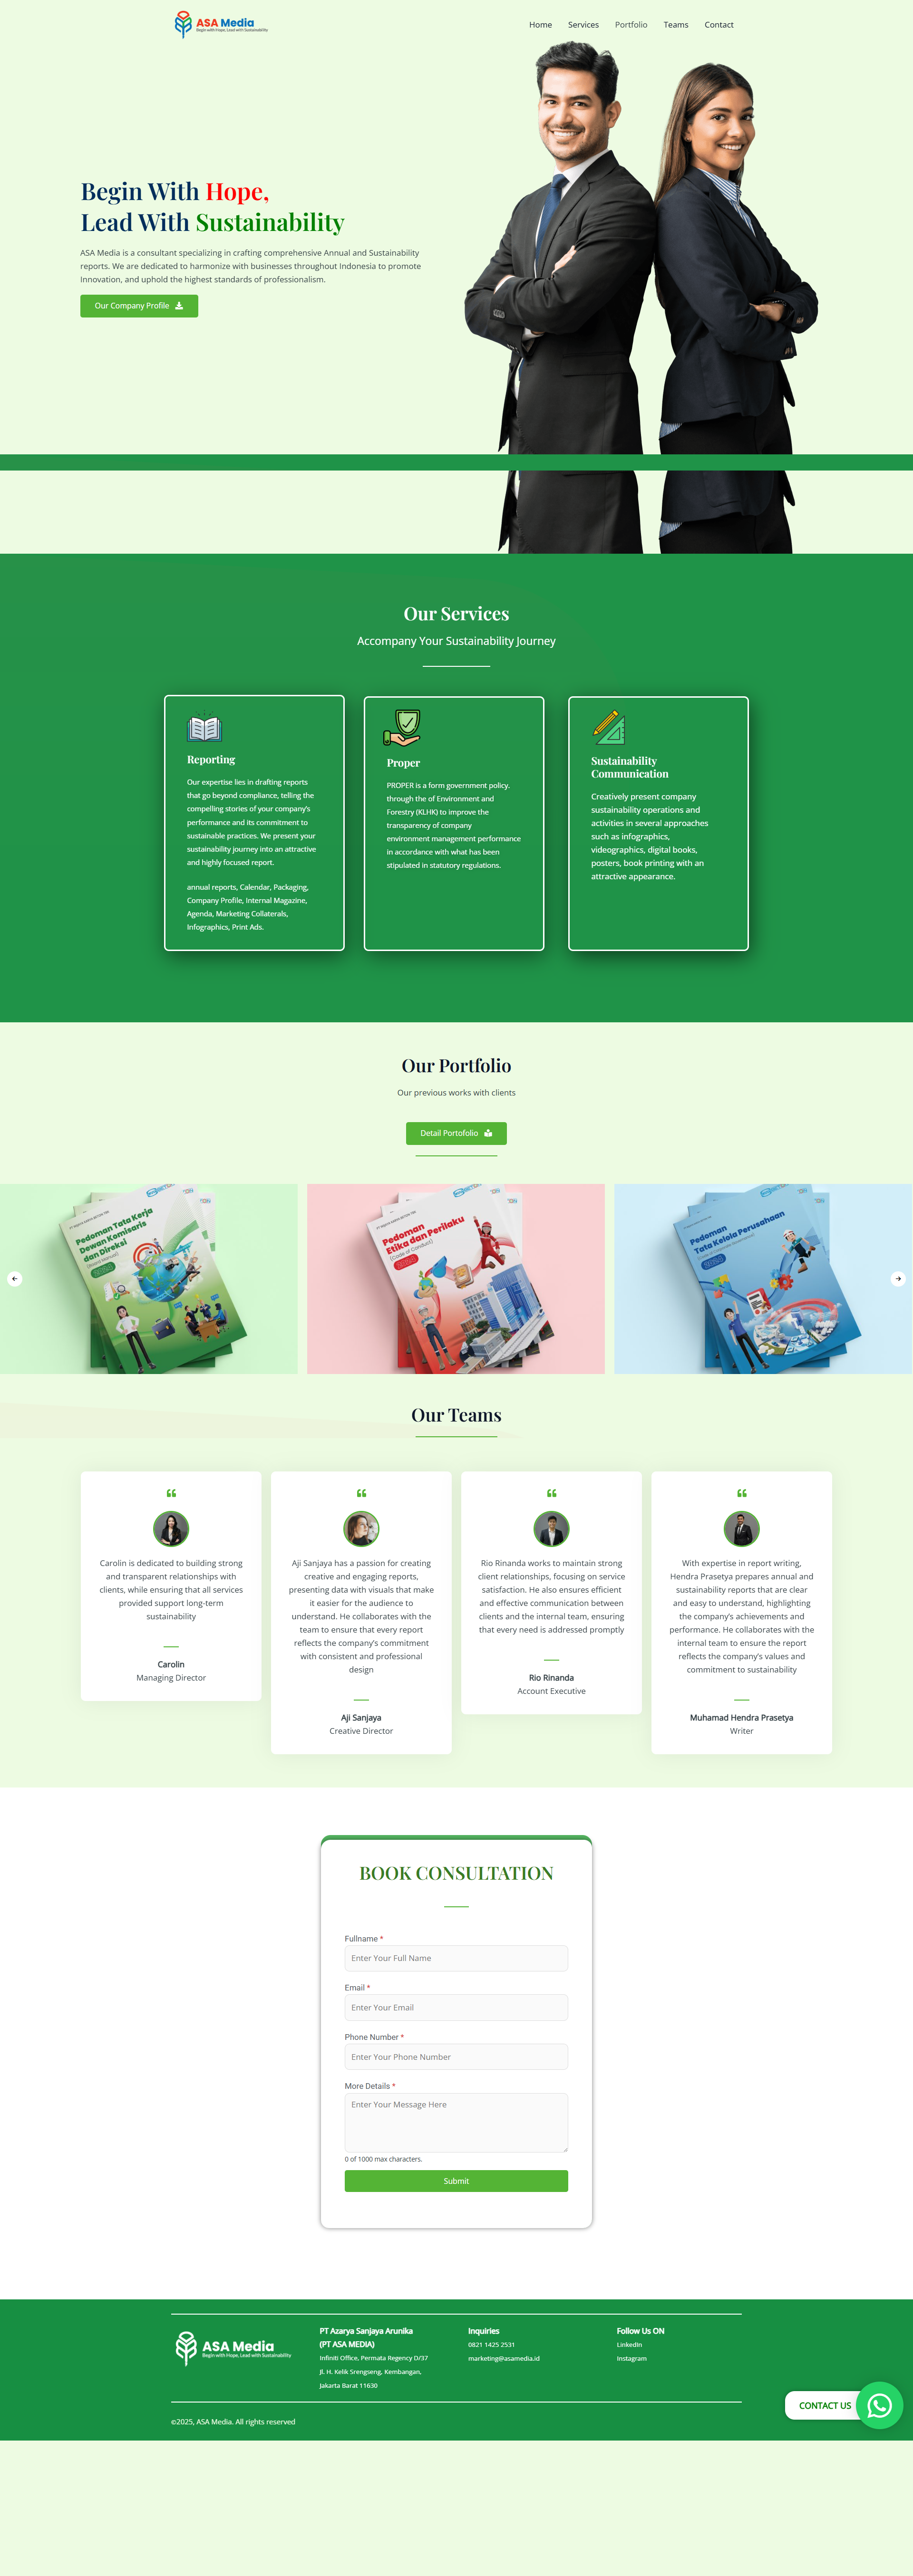 ASA Media
Begin with Hope, Lead with Sustainability
Home
Services
Portfolio
Teams
Contact
Begin With Hope,
Lead With Sustainability
ASA Media is a consultant specializing in crafting comprehensive Annual and Sustainability
reports. We are dedicated to harmonize with businesses throughout Indonesia to promote
Innovation, and uphold the highest standards of professionalism.
Our Company Profile
Our Services
Accompany Your Sustainability Journey
Reporting
Our expertise lies in drafting reports
that go beyond compliance, telling the
compelling stories of your company's
performance and its commitment to
sustainable practices. We present your
sustainability journey into an attractive
and highly focused report.
annual reports, Calendar, Packaging,
Company Profile, Internal Magazine,
Agenda, Marketing Collaterals,
Infographics, Print Ads.
Proper
PROPER is a form government policy.
through the of Environment and
Forestry (KLHK) to improve the
transparency of company
environment management performance
in accordance with what has been
stipulated in statutory regulations.
Sustainability
Communication
Creatively present company
sustainability operations and
activities in several approaches
such as infographics,
videographics, digital books,
posters, book printing with an
attractive appearance.
Our Portfolio
Our previous works with clients
Detail Portofolio
Pedoman Tata Kerja
Dewan Komisaris
dan Direksi
Pedoman
Etika dan Perilaku
(Code of Conduct)
Pedoman
Tata Kelola Perusahaan
Our Teams
Carolin is dedicated to building strong
and transparent relationships with
clients, while ensuring that all services
provided support long-term
sustainability
Carolin
Managing Director
Aji Sanjaya has a passion for creating
creative and engaging reports,
presenting data with visuals that make
it easier for the audience to
understand. He collaborates with the
team to ensure that every report
reflects the company's commitment
with consistent and professional
design
Aji Sanjaya
Creative Director
Rio Rinanda works to maintain strong
client relationships, focusing on service
satisfaction. He also ensures efficient
and effective communication between
clients and the internal team, ensuring
that every need is addressed promptly
Rio Rinanda
Account Executive
With expertise in report writing,
Hendra Prasetya prepares annual and
sustainability reports that are clear
and easy to understand, highlighting
the company's achievements and
performance. He collaborates with the
internal team to ensure the report
reflects the company's values and
commitment to sustainability
Muhamad Hendra Prasetya
Writer
BOOK CONSULTATION
Fullname *
Enter Your Full Name
Email *
Enter Your Email
Phone Number *
Enter Your Phone Number
More Details *
Enter Your Message Here
0 of 1000 max characters.
Submit
ASA Media
Begin with Hope, Lead with Sustainability
PT Azarya Sanjaya Arunika
(PT ASA MEDIA)
Infiniti Office, Permata Regency D/37
Jl. H. Kelik Srengseng, Kembangan,
Jakarta Barat 11630
Inquiries
0821 1425 2531
marketing@asamedia.id
Follow Us ON
LinkedIn
Instagram
CONTACT US
©2025, ASA Media. All rights reserved